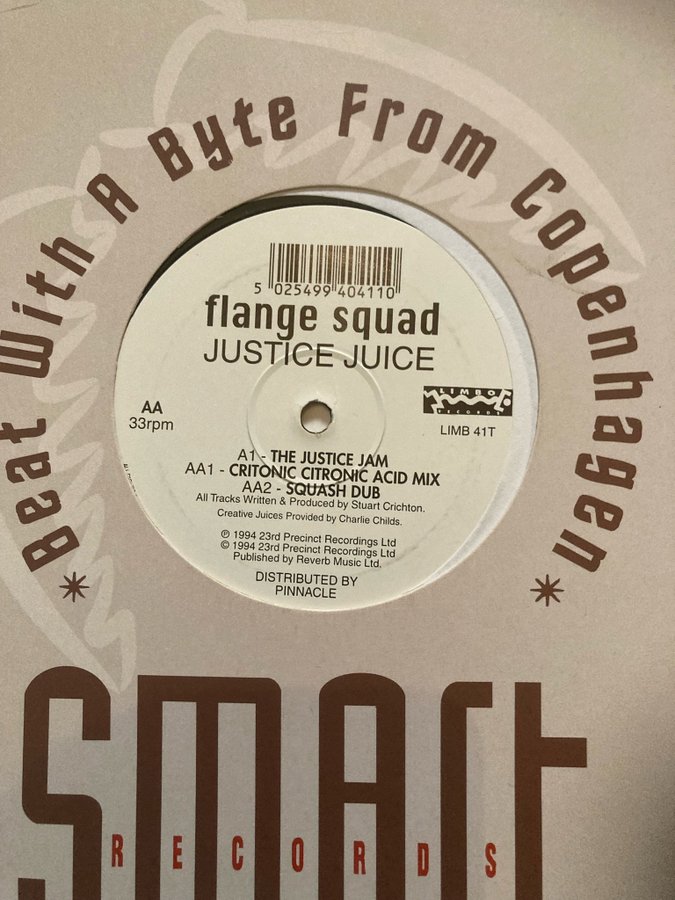 * Beat With A Byte From Copenhagen *
5 025499 404110
flange squad
JUSTICE JUICE
LIMBO
RECORDS
AA
33rpm
LIMB 41T
A1 - THE JUSTICE JAM
AA1 - CRITONIC CITRONIC ACID MIX
AA2 - SQUASH DUB
All Tracks Written & Produced by Stuart Crichton.
Creative Juices Provided by Charlie Childs.
℗ 1994 23rd Precinct Recordings Ltd
© 1994 23rd Precinct Recordings Ltd
Published by Reverb Music Ltd.
DISTRIBUTED BY
PINNACLE
SMArt
RECORDS